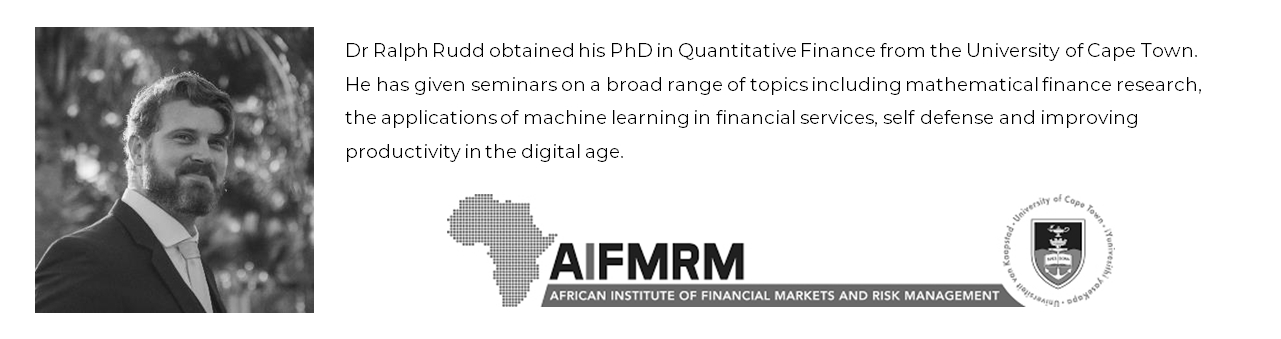 Dr Ralph Rudd obtained his PhD in Quantitative Finance from the University of Cape Town.
He has given seminars on a broad range of topics including mathematical finance research,
the applications of machine learning in financial services, self defense and improving
productivity in the digital age.
AIFMRM
AFRICAN INSTITUTE OF FINANCIAL MARKETS AND RISK MANAGEMENT
University of Cape Town · iYunivesithi yaseKapa · Universiteit van Kaapstad ·